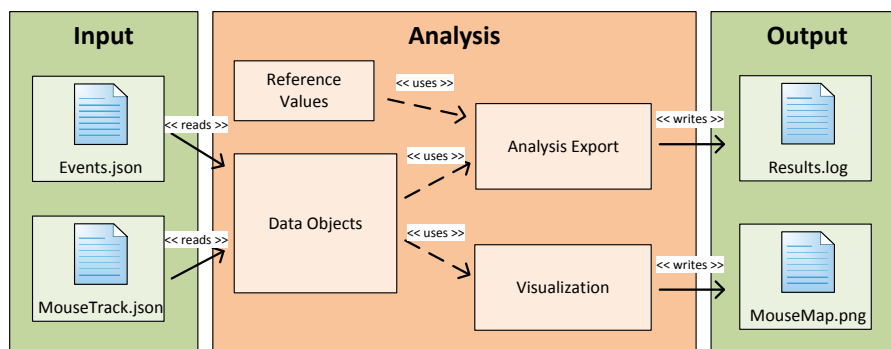 Input
Analysis
Output
Events.json
MouseTrack.json
<< reads >>
<< reads >>
Reference
Values
Data Objects
<< uses >>
<< uses >>
<< uses >>
Analysis Export
Visualization
<< writes >>
<< writes >>
Results.log
MouseMap.png